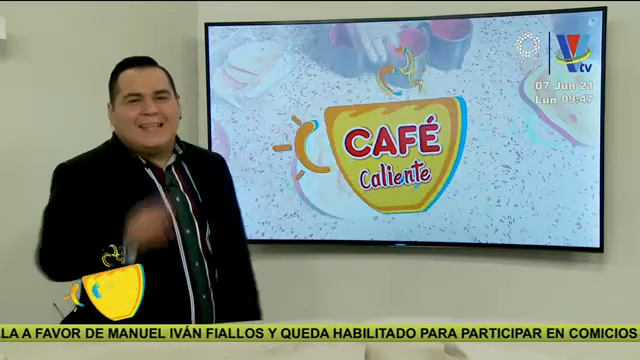 tv
07 Jun 21
Lun 09:47
CAFÉ
Caliente
LLA A FAVOR DE MANUEL IVÁN FIALLOS Y QUEDA HABILITADO PARA PARTICIPAR EN COMICIOS